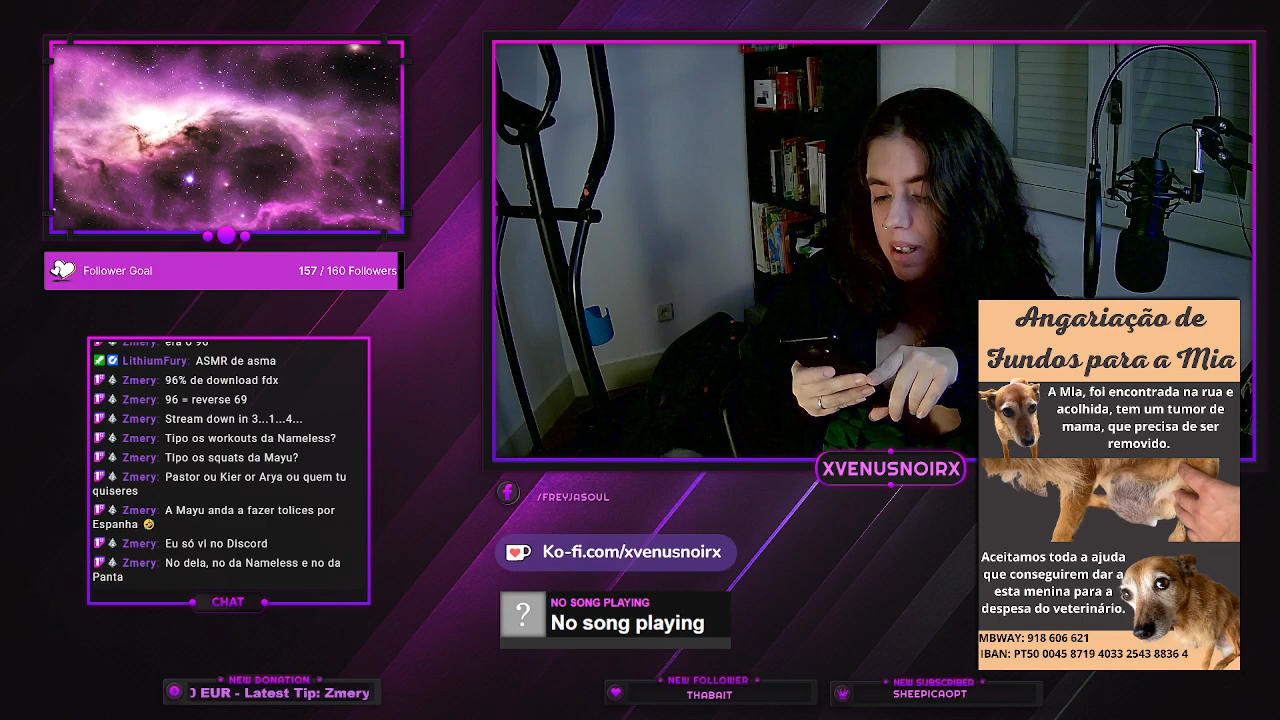 Follower Goal
157 / 160 Followers
Zmery: era o 96
LithiumFury: ASMR de asma
Zmery: 96% de download fdx
Zmery: 96 = reverse 69
Zmery: Stream down in 3...1...4...
Zmery: Tipo os workouts da Nameless?
Zmery: Tipo os squats da Mayu?
Zmery: Pastor ou Kier or Arya ou quem tu
quiseres
Zmery: A Mayu anda a fazer tolices por
Espanha 🤣
Zmery: Eu só vi no Discord
Zmery: No dela, no da Nameless e no da
Panta
CHAT
XVENUSNOIRX
/FREYJASOUL
Ko-fi.com/xvenusnoirx
?
NO SONG PLAYING
No song playing
Angariação de
Fundos para a Mia
A Mia, foi encontrada na rua e
acolhida, tem um tumor de
mama, que precisa de ser
removido.
Aceitamos toda a ajuda
que conseguirem dar a
esta menina para a
despesa do veterinário.
MBWAY: 918 606 621
IBAN: PT50 0045 8719 4033 2543 8836 4
NEW DONATION
EUR - Latest Tip: Zmery
NEW FOLLOWER
THABAIT
NEW SUBSCRIBER
SHEEPICAOPT